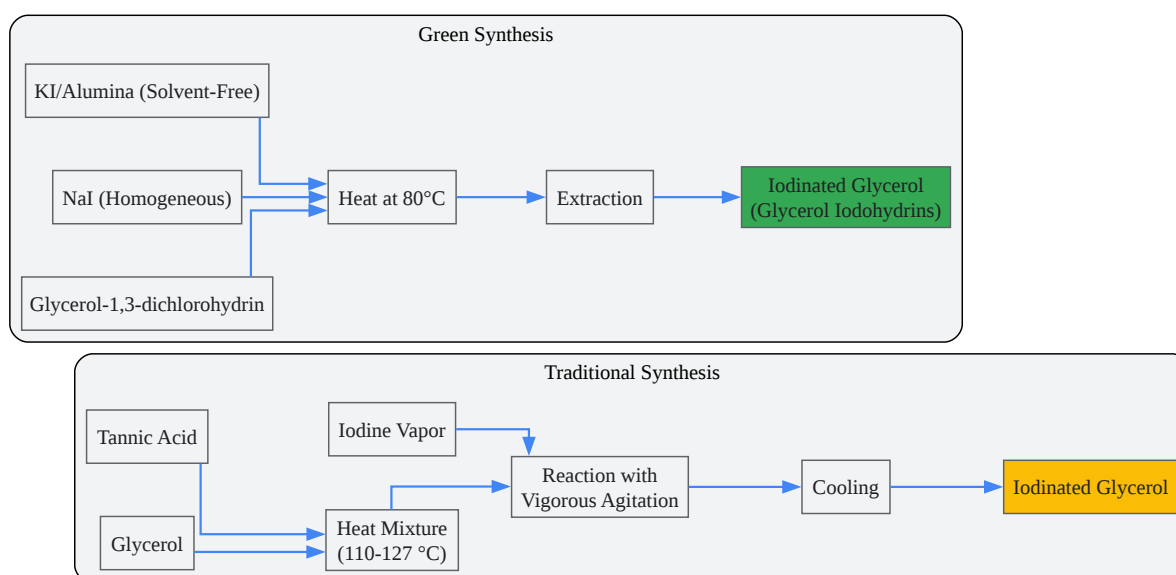 Green Synthesis
KI/Alumina (Solvent-Free)
NaI (Homogeneous)
Glycerol-1,3-dichlorohydrin
Heat at 80°C
Extraction
Iodinated Glycerol
(Glycerol Iodohydrins)
Traditional Synthesis
Tannic Acid
Glycerol
Iodine Vapor
Heat Mixture
(110-127 °C)
Reaction with
Vigorous Agitation
Cooling
Iodinated Glycerol